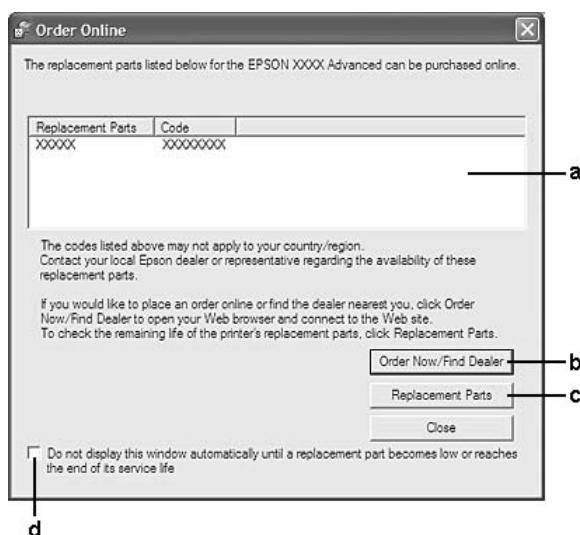 Order Online
The replacement parts listed below for the EPSON XXXX Advanced can be purchased online.
Replacement Parts Code
XXXXX XXXXXXXX
a
The codes listed above may not apply to your country/region.
Contact your local Epson dealer or representative regarding the availability of these
replacement parts.
If you would like to place an order online or find the dealer nearest you, click Order
Now/Find Dealer to open your Web browser and connect to the Web site.
To check the remaining life of the printer's replacement parts, click Replacement Parts.
Order Now/Find Dealer b
Replacement Parts c
Close
Do not display this window automatically until a replacement part becomes low or reaches
the end of its service life
d